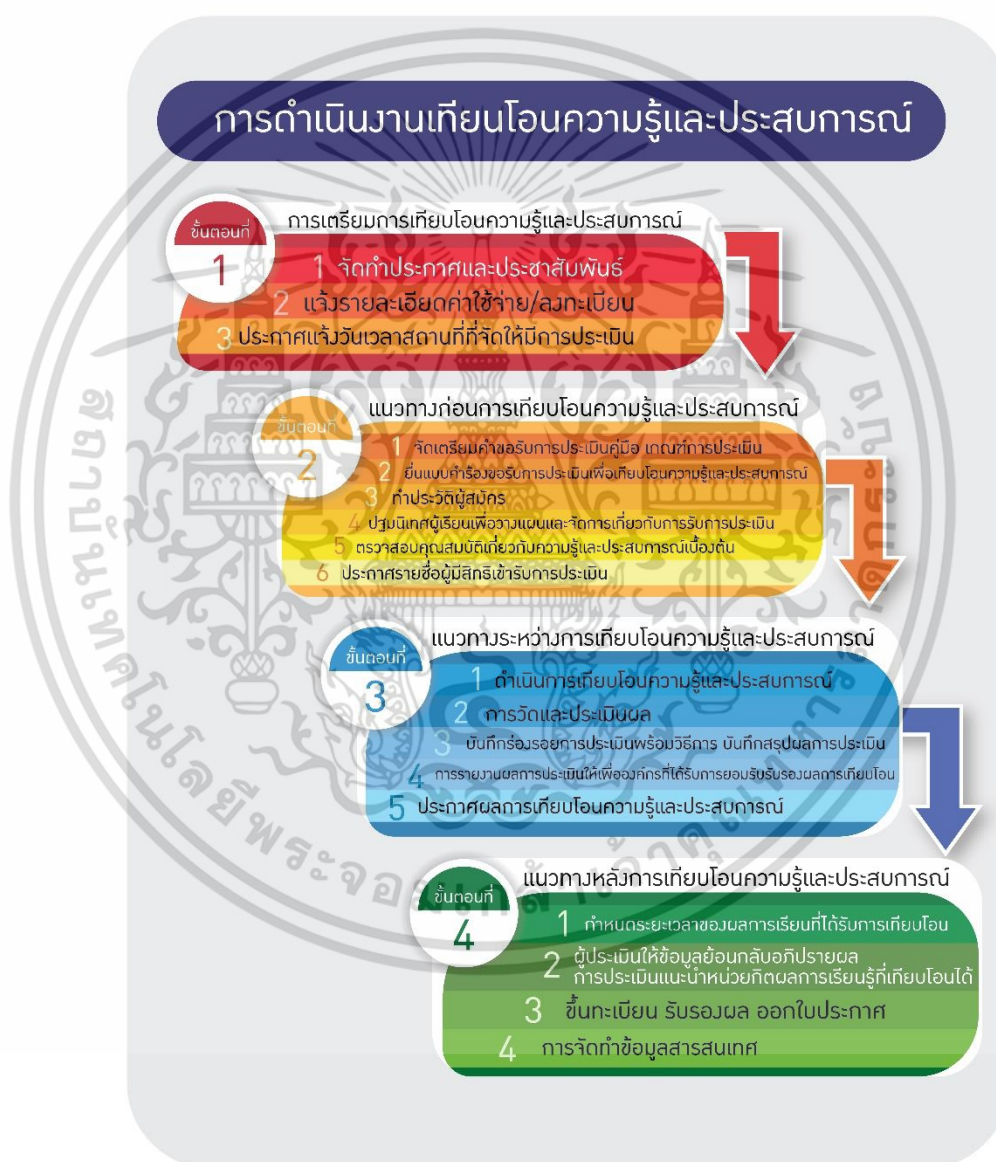 การดำเนินงานเทียนโอนความรู้และประสบการณ์
ขั้นตอนที่
1
การเตรียมการเทียบโอนความรู้และประสบการณ์
1 จัดทำประกาศและประชาสัมพันธ์
2 แจ้งรายละเอียดค่าใช้จ่าย/ลงทะเบียน
3 ประกาศแจ้งวันเวลาสถานที่ที่จัดให้มีการประเมิน
ขั้นตอนที่
2
แนวทางก่อนการเทียบโอนความรู้และประสบการณ์
1 จัดเตรียมคำขอรับการประเมินคู่มือ เกณฑ์การประเมิน
2 ยื่นแบบคำร้องขอรับการประเมินเพื่อเทียบโอนความรู้และประสบการณ์
3 ทำประวัติผู้สมัคร
4 ปฐมนิเทศผู้เรียนเพื่อวางแผนและจัดการเกี่ยวกับการรับการประเมิน
5 ตรวจสอบคุณสมบัติเกี่ยวกับความรู้และประสบการณ์เบื้องต้น
6 ประกาศรายชื่อผู้มีสิทธิเข้ารับการประเมิน
ขั้นตอนที่
3
แนวทางระหว่างการเทียบโอนความรู้และประสบการณ์
1 ดำเนินการเทียบโอนความรู้และประสบการณ์
2 การวัดและประเมินผล
3 บันทึกร่องรอยการประเมินพร้อมวิธีการ บันทึกสรุปผลการประเมิน
4 การรายงานผลการประเมินให้เพื่อองค์กรที่ได้รับการยอมรับรับรองผลการเทียบโอน
5 ประกาศผลการเทียบโอนความรู้และประสบการณ์
ขั้นตอนที่
4
แนวทางหลังการเทียบโอนความรู้และประสบการณ์
1 กำหนดระยะเวลาของผลการเรียนที่ได้รับการเทียบโอน
2 ผู้ประเมินให้ข้อมูลย้อนกลับอภิปรายผล
การประเมินแนะนำหน่วยกิตผลการเรียนรู้ที่เทียบโอนได้
3 ขึ้นทะเบียน รับรองผล ออกใบประกาศ
4 การจัดทำข้อมูลสารสนเทศ
สถาบันเทคโนโลยีพระจอมเกล้าเจ้าคุณทหารลาดกระบัง